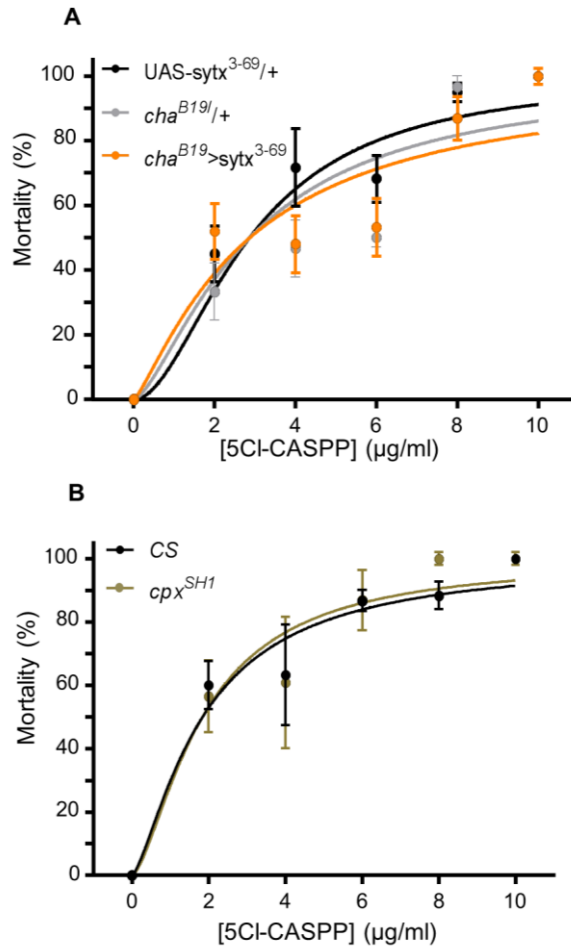 A
UAS-sytx³⁻⁶⁹/+
chaᴮ¹⁹ᴵ/+
chaᴮ¹⁹>sytx³⁻⁶⁹
Mortality (%)
100
80
60
40
20
0
0 2 4 6 8 10
[5Cl-CASPP] (µg/ml)
B
CS
cpxˢᴴ¹
Mortality (%)
100
80
60
40
20
0
0 2 4 6 8 10
[5Cl-CASPP] (µg/ml)